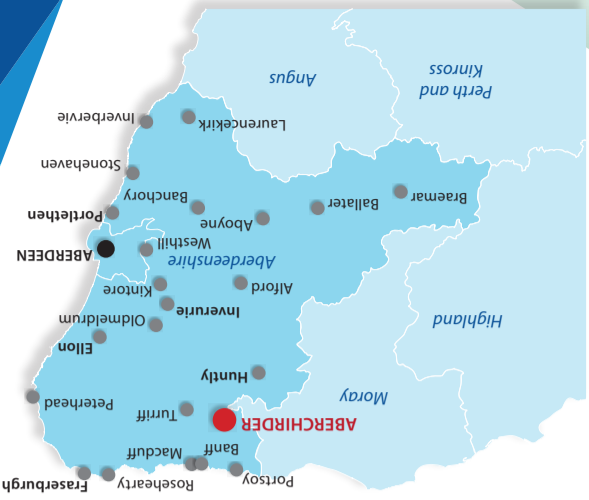 Portsoy
Rosehearty
Fraserburgh
Banff
Macduff
ABERCHIRDER
Turriff
Peterhead
Moray
Huntly
Ellon
Highland
Oldmeldrum
Inverurie
Alford
Kintore
Aberdeenshire
ABERDEEN
Westhill
Aboyne
Portlethen
Braemar
Ballater
Banchory
Stonehaven
Laurencekirk
Inverbervie
Perth and
Kinross
Angus